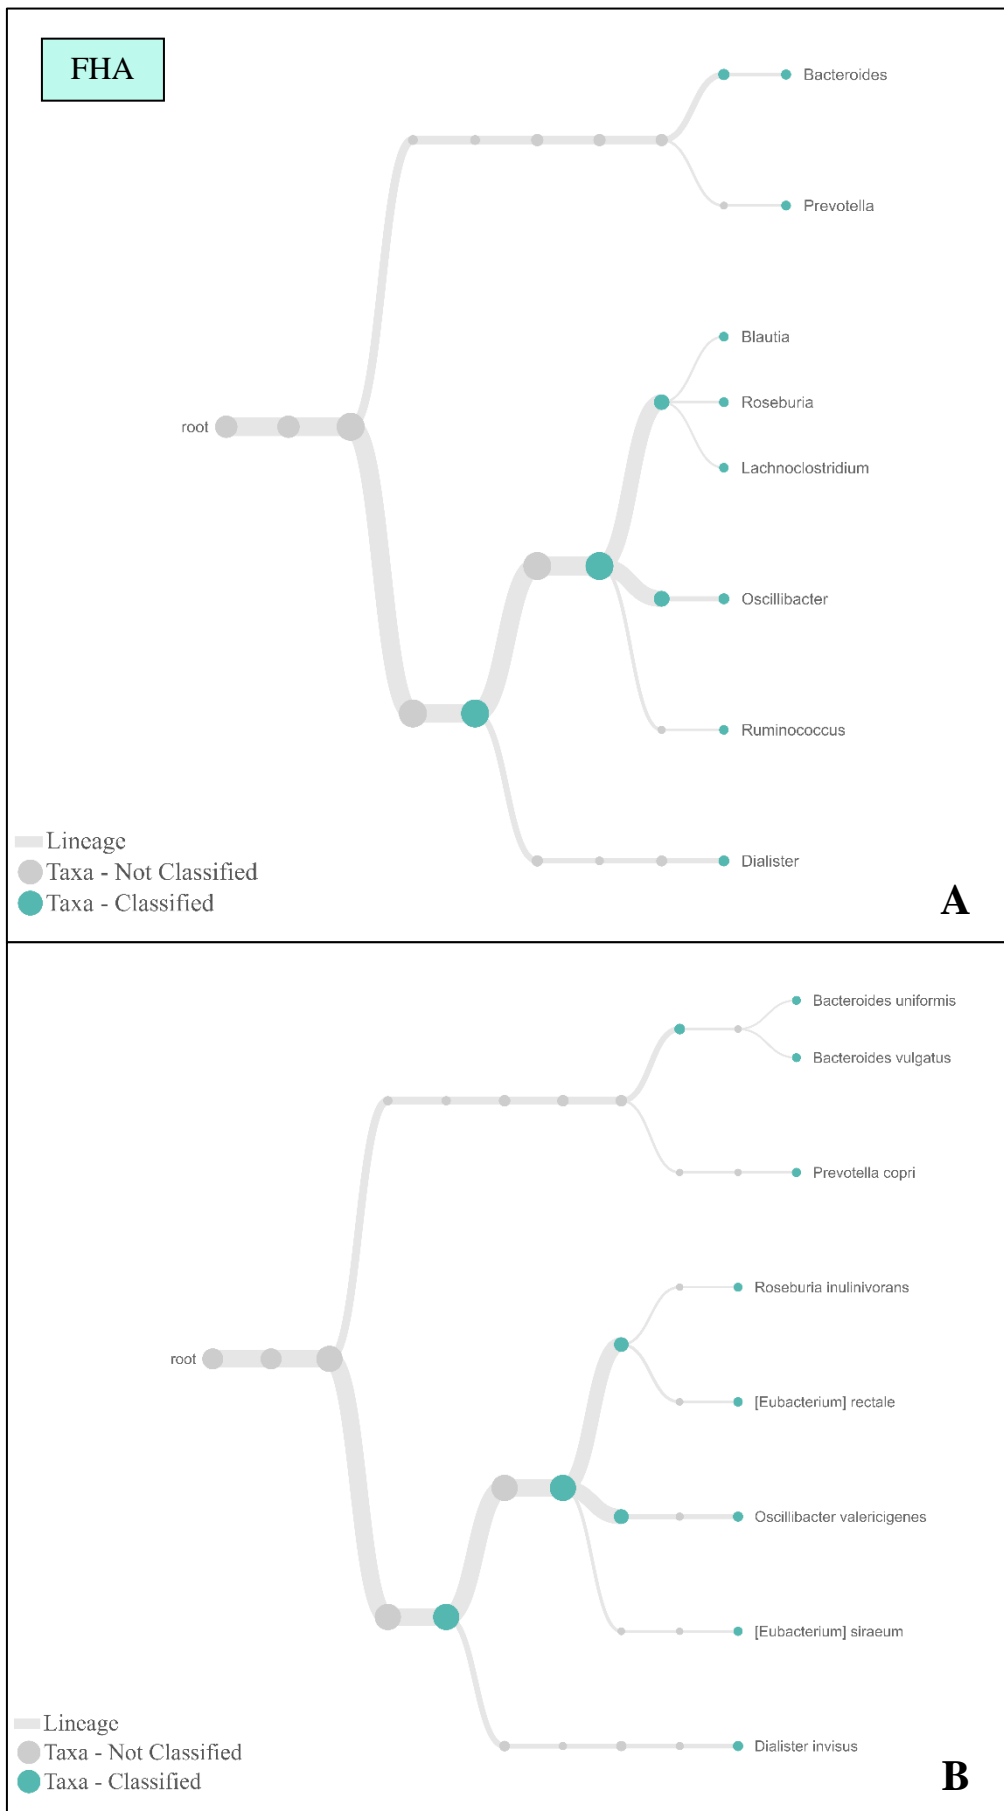 FHA
Bacteroides
Prevotella
Blautia
Roseburia
Lachnoclostridium
root
Oscillibacter
Ruminococcus
Dialister
Lineage
Taxa - Not Classified
Taxa - Classified
A
Bacteroides uniformis
Bacteroides vulgatus
Prevotella copri
Roseburia inulinivorans
root
[Eubacterium] rectale
Oscillibacter valericigenes
[Eubacterium] siraeum
Dialister invisus
Lineage
Taxa - Not Classified
Taxa - Classified
B